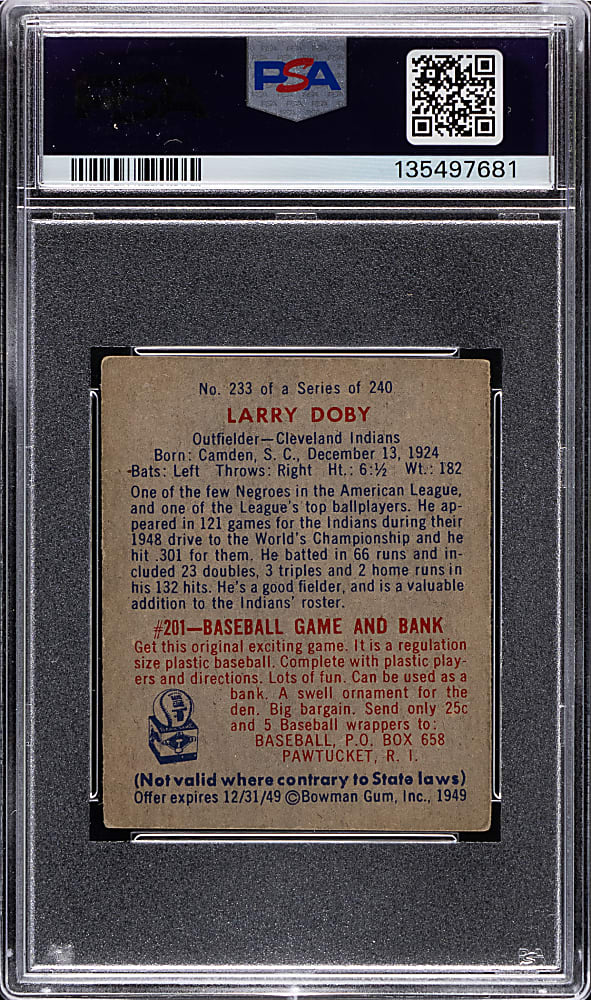 PSA
135497681
No. 233 of a Series of 240
LARRY DOBY
Outfielder—Cleveland Indians
Born: Camden, S. C., December 13, 1924
Bats: Left Throws: Right Ht.: 6:½ Wt.: 182
One of the few Negroes in the American League,
and one of the League's top ballplayers. He ap-
peared in 121 games for the Indians during their
1948 drive to the World's Championship and he
hit .301 for them. He batted in 66 runs and in-
cluded 23 doubles, 3 triples and 2 home runs in
his 132 hits. He's a good fielder, and is a valuable
addition to the Indians' roster.
#201—BASEBALL GAME AND BANK
Get this original exciting game. It is a regulation
size plastic baseball. Complete with plastic play-
ers and directions. Lots of fun. Can be used as a
bank. A swell ornament for the
den. Big bargain. Send only 25c
and 5 Baseball wrappers to:
BASEBALL, P.O. BOX 658
PAWTUCKET, R. I.
(Not valid where contrary to State laws)
Offer expires 12/31/49 ©Bowman Gum, Inc., 1949
PSA